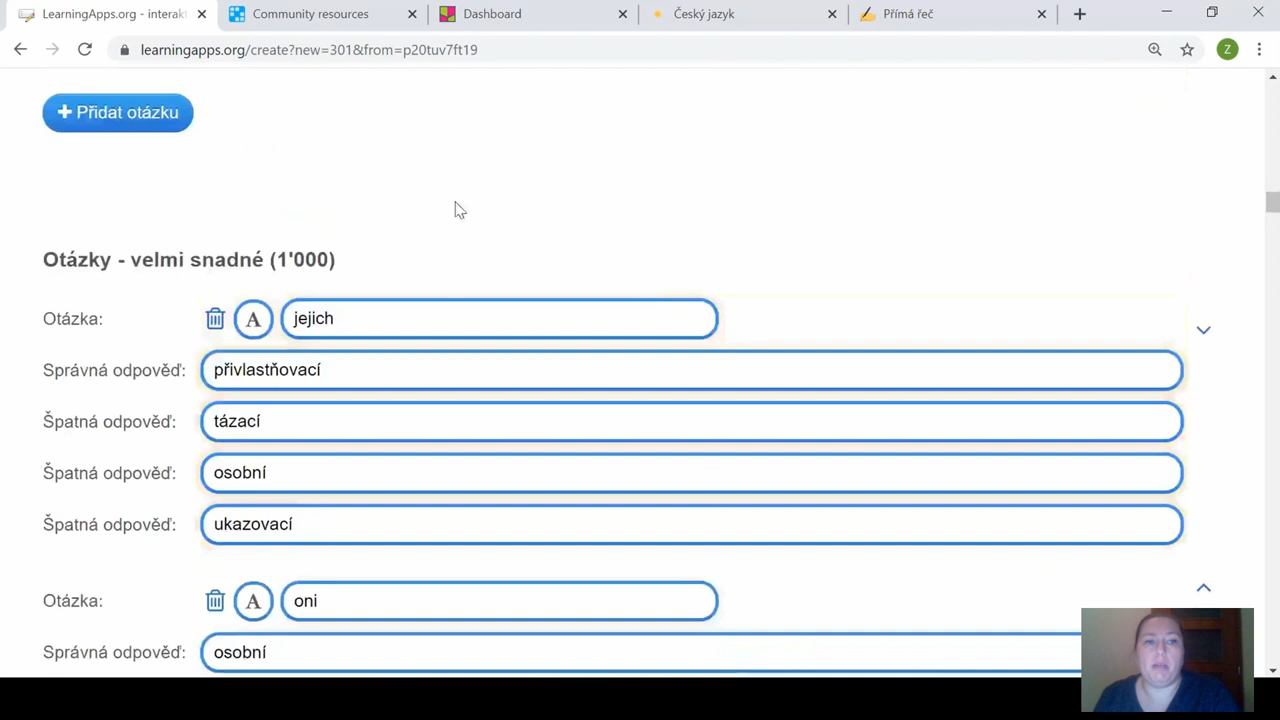 LearningApps.org - interakt
Community resources
Dashboard
Český jazyk
Přímá řeč
learningapps.org/create?new=301&from=p20tuv7ft19
Z
+ Přidat otázku
Otázky - velmi snadné (1'000)
Otázka: A jejich
Správná odpověď: přivlastňovací
Špatná odpověď: tázací
Špatná odpověď: osobní
Špatná odpověď: ukazovací
Otázka: A oni
Správná odpověď: osobní